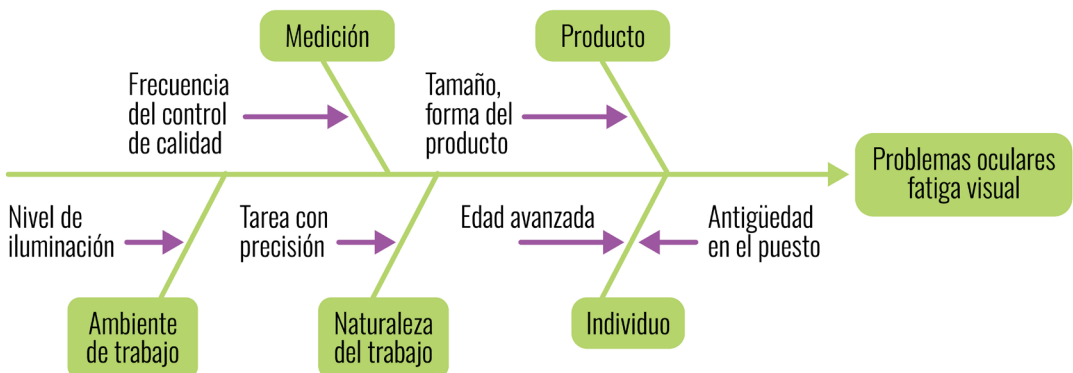 Medición
Producto
Frecuencia
del control
de calidad
Tamaño,
forma del
producto
Problemas oculares
fatiga visual
Nivel de
iluminación
Tarea con
precisión
Edad avanzada
Antigüedad
en el puesto
Ambiente
de trabajo
Naturaleza
del trabajo
Individuo